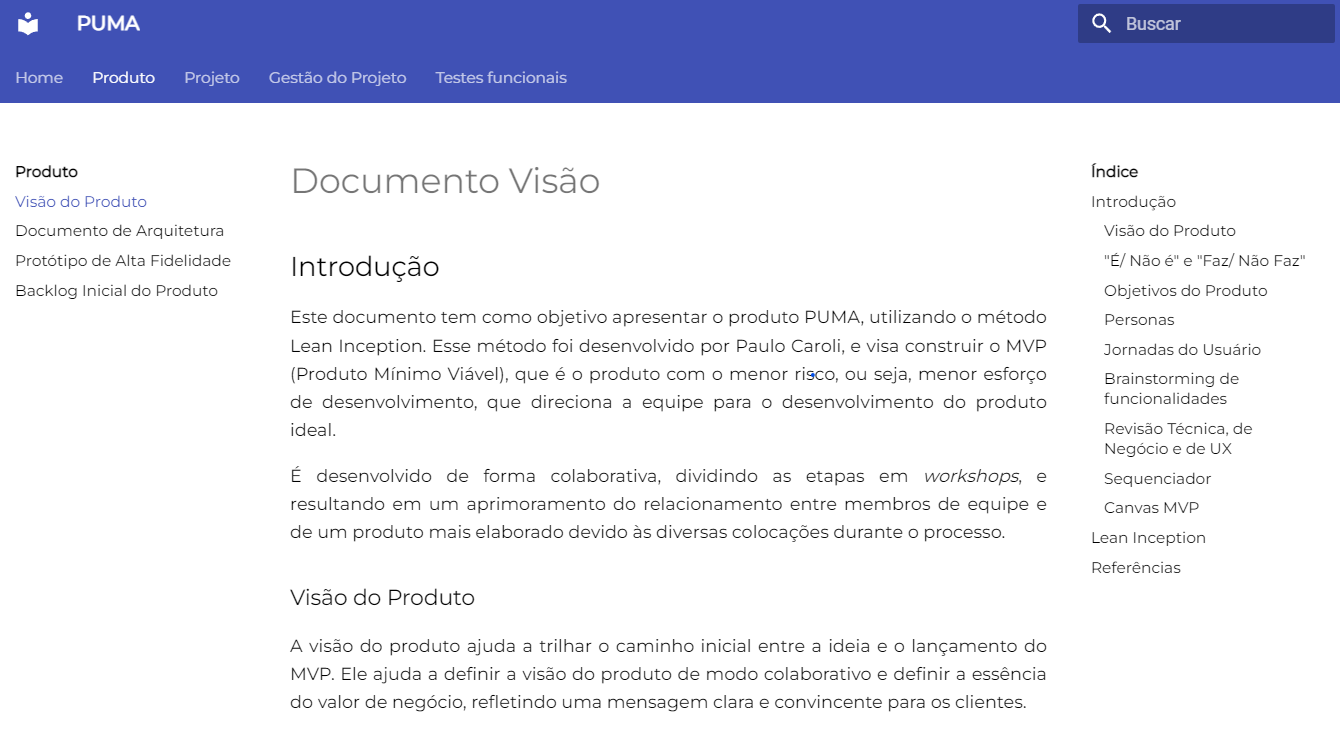 PUMA
Buscar
Home
Produto
Projeto
Gestão do Projeto
Testes funcionais
Produto
Visão do Produto
Documento de Arquitetura
Protótipo de Alta Fidelidade
Backlog Inicial do Produto
Documento Visão
Introdução
Este documento tem como objetivo apresentar o produto PUMA, utilizando o método
Lean Inception. Esse método foi desenvolvido por Paulo Caroli, e visa construir o MVP
(Produto Mínimo Viável), que é o produto com o menor risco, ou seja, menor esforço
de desenvolvimento, que direciona a equipe para o desenvolvimento do produto
ideal.
É desenvolvido de forma colaborativa, dividindo as etapas em workshops, e
resultando em um aprimoramento do relacionamento entre membros de equipe e
de um produto mais elaborado devido às diversas colocações durante o processo.
Visão do Produto
A visão do produto ajuda a trilhar o caminho inicial entre a ideia e o lançamento do
MVP. Ele ajuda a definir a visão do produto de modo colaborativo e definir a essência
do valor de negócio, refletindo uma mensagem clara e convincente para os clientes.
Índice
Introdução
Visão do Produto
"É/ Não é" e "Faz/ Não Faz"
Objetivos do Produto
Personas
Jornadas do Usuário
Brainstorming de
funcionalidades
Revisão Técnica, de
Negócio e de UX
Sequenciador
Canvas MVP
Lean Inception
Referências